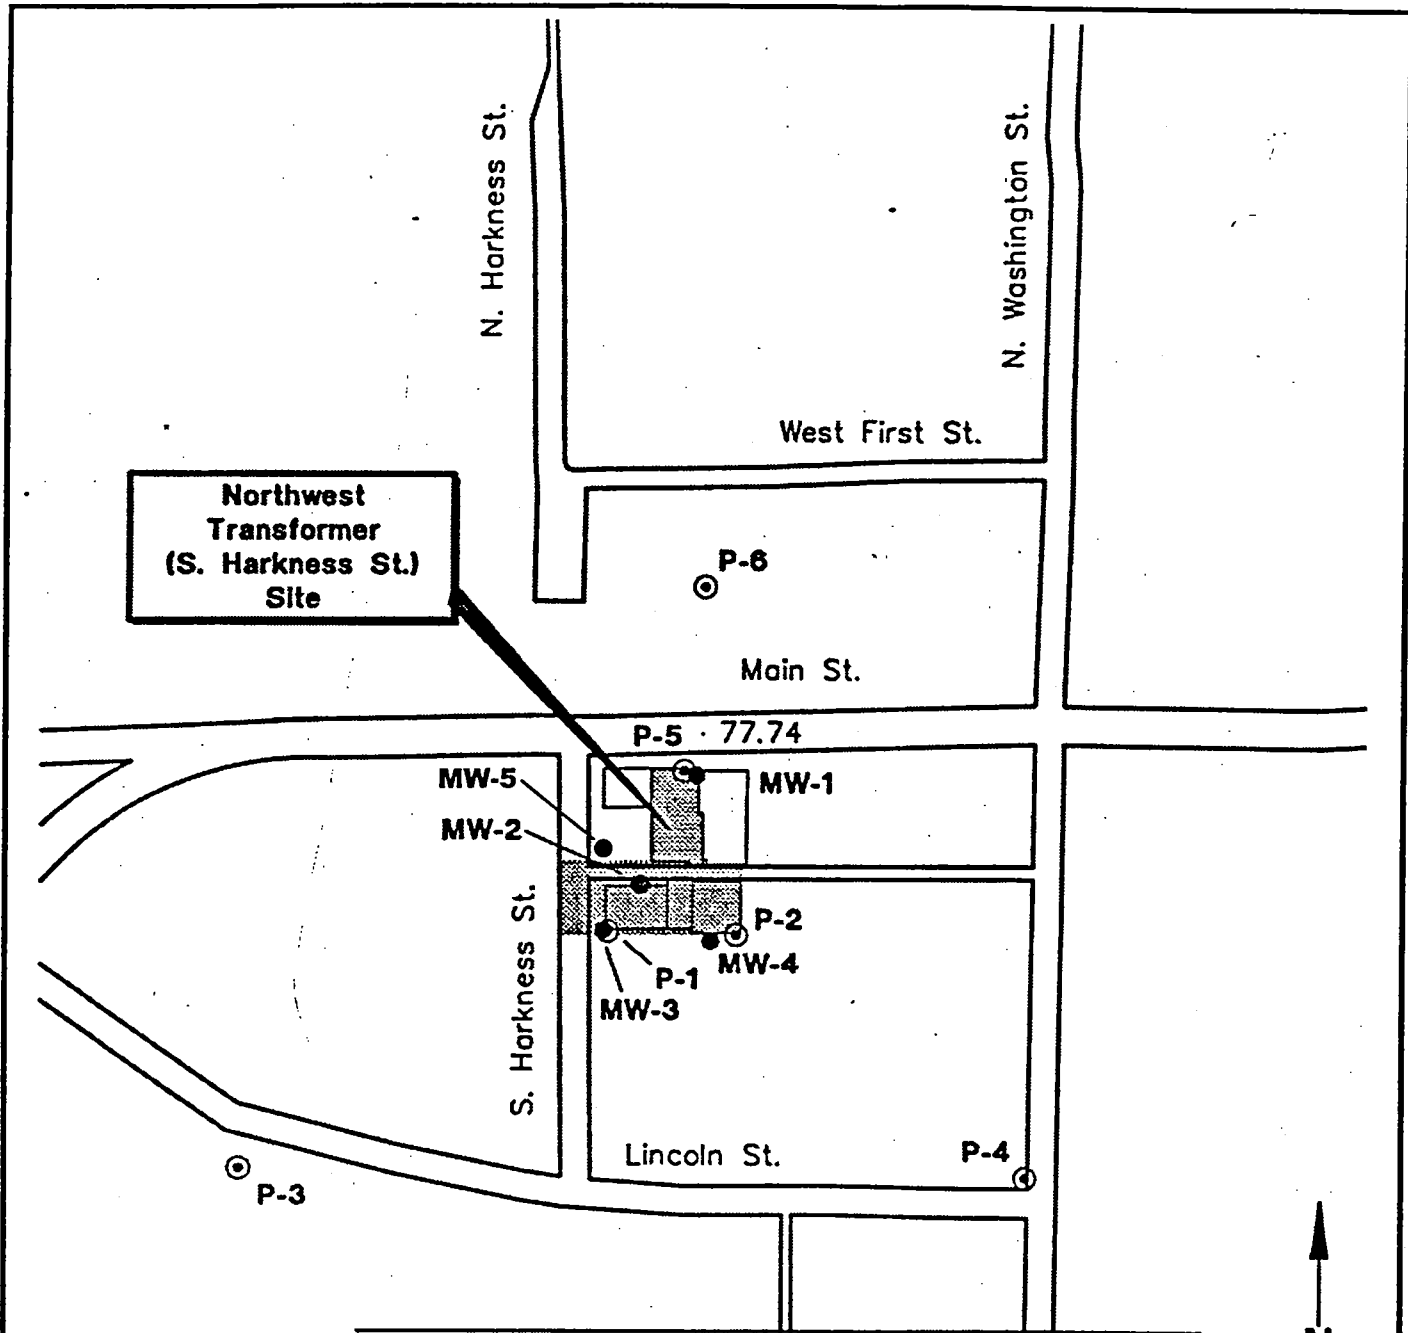 N. Harkness St.
N. Washington St.
West First St.
Northwest
Transformer
(S. Harkness St.)
Site
P-6
Main St.
P-5 · 77.74
MW-5
MW-1
MW-2
S. Harkness St.
P-2
MW-4
P-1
MW-3
Lincoln St.
P-4
P-3
N